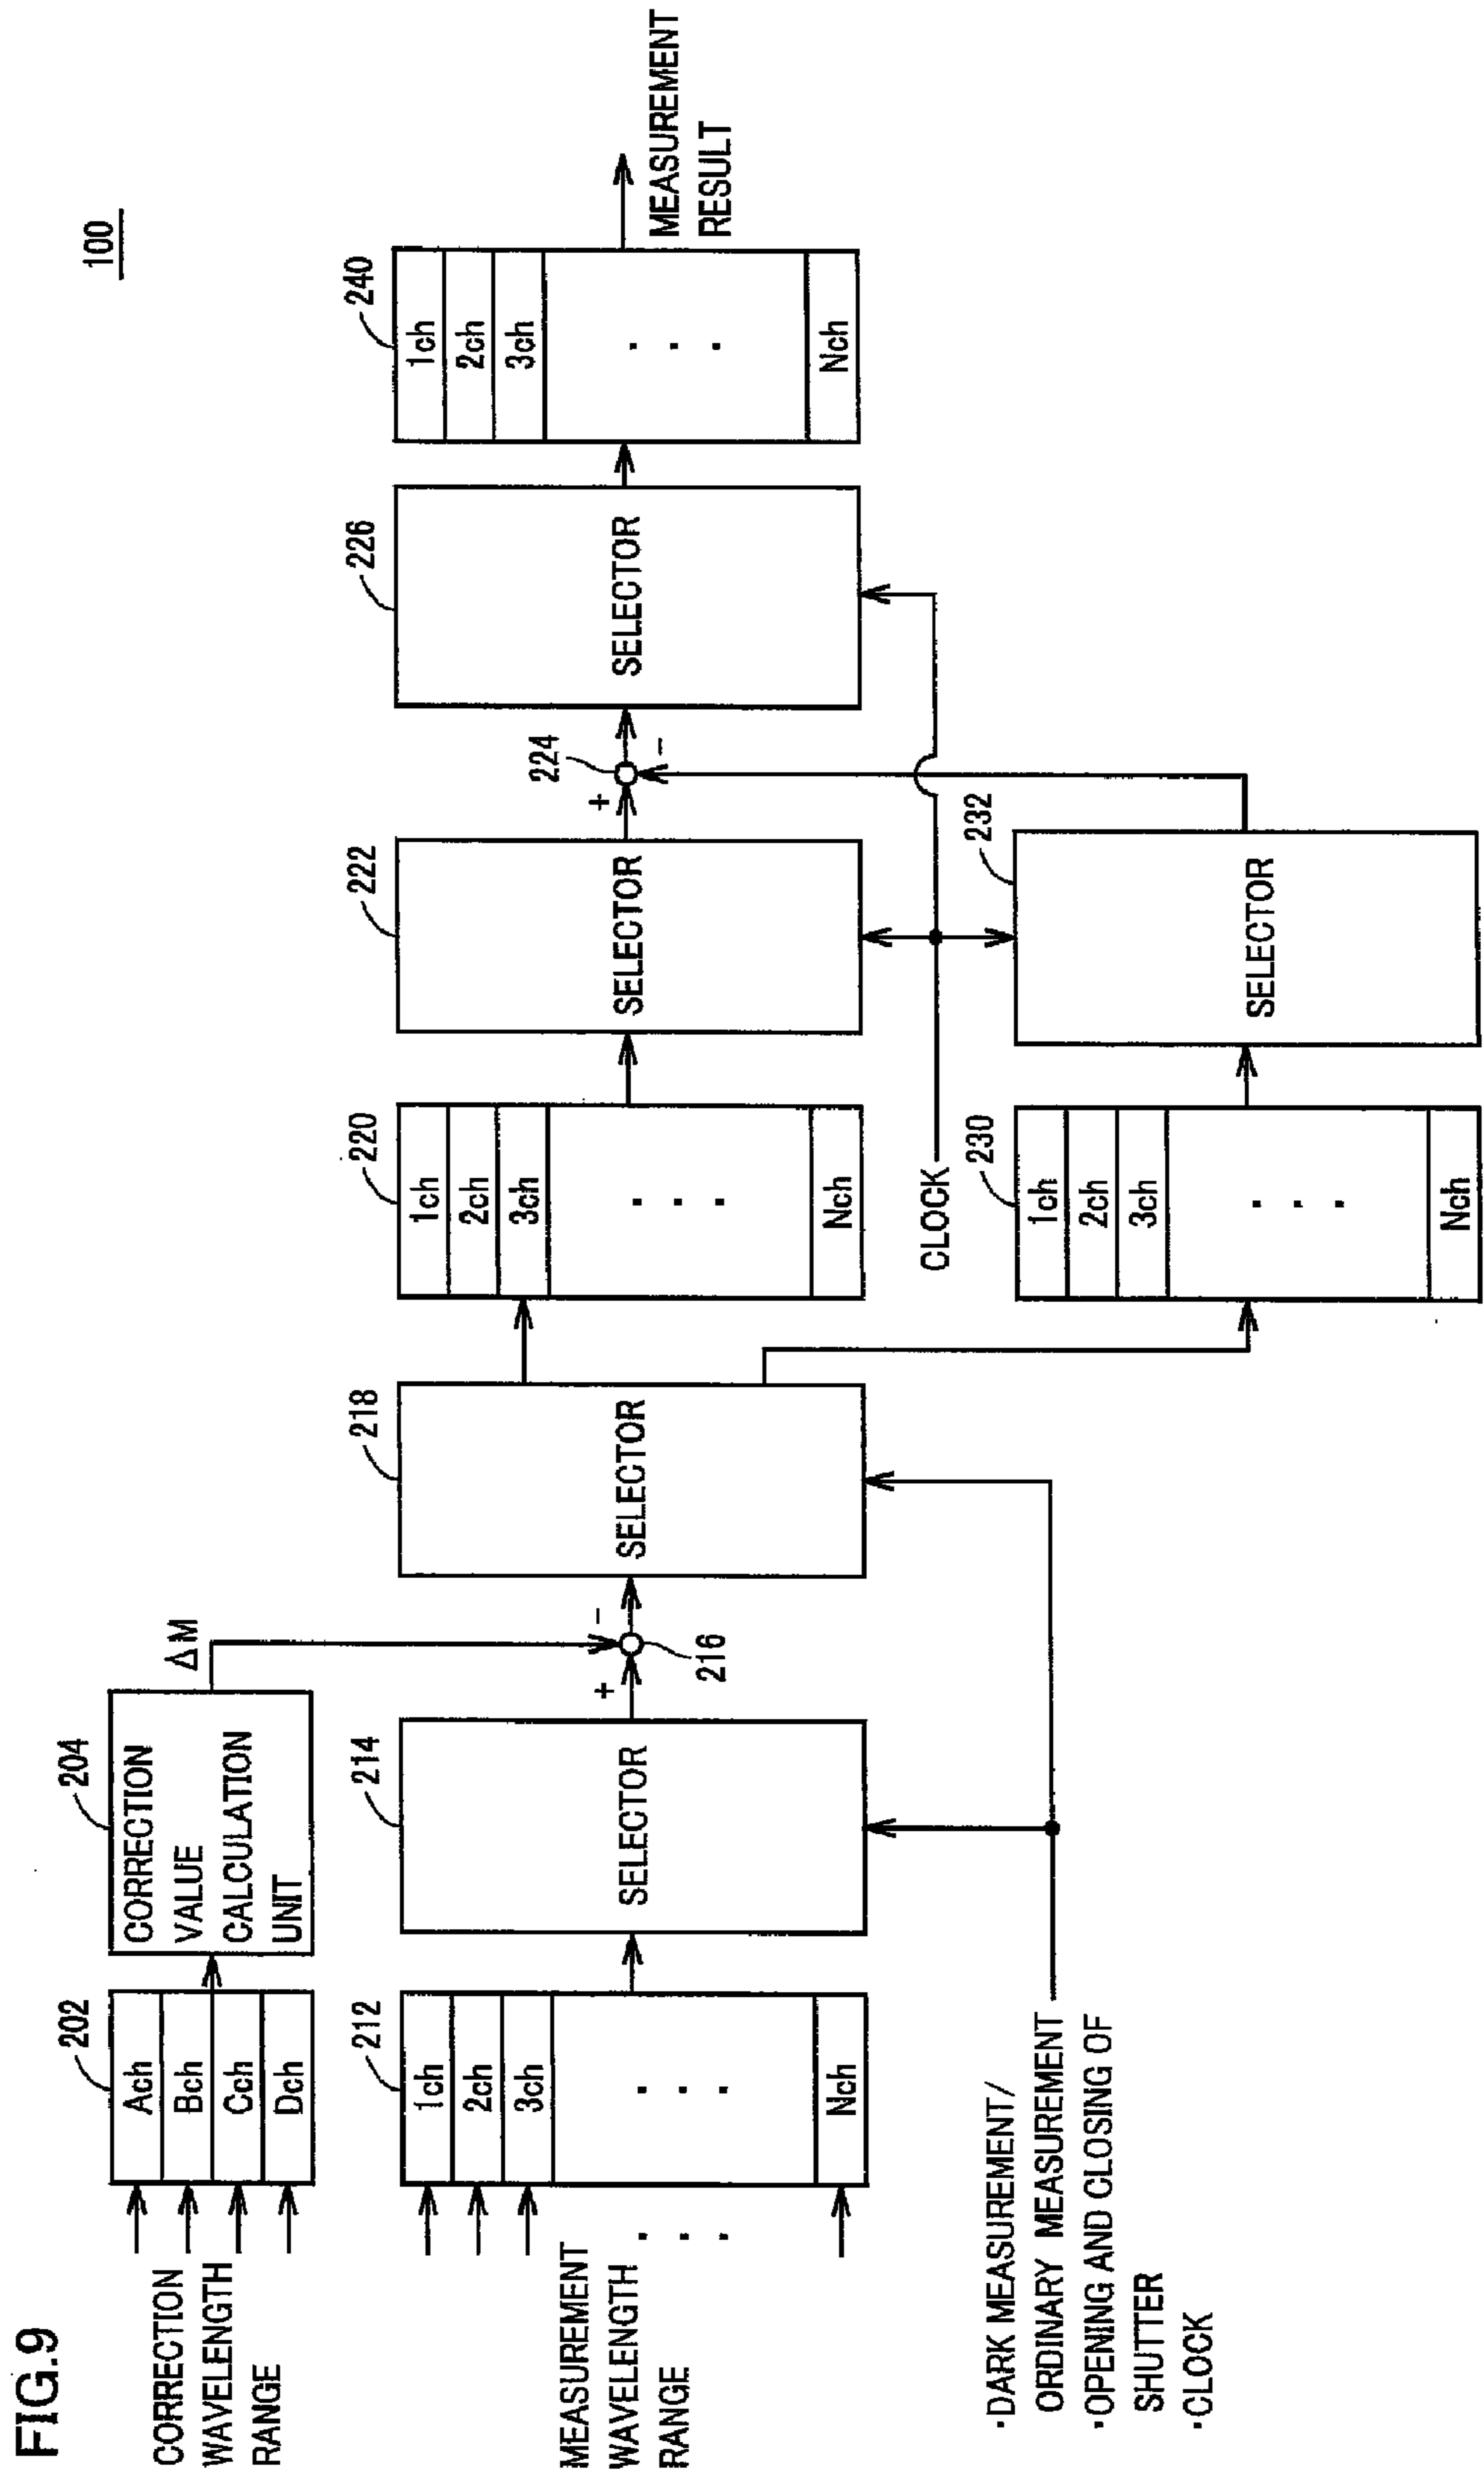 FIG.9
100
CORRECTION
WAVELENGTH
RANGE
202
Ach
Bch
Cch
Dch
204
CORRECTION
VALUE
CALCULATION
UNIT
ΔM
MEASUREMENT
WAVELENGTH
RANGE
. . .
212
1ch
2ch
3ch
. . .
Nch
214
SELECTOR
+
-
216
218
SELECTOR
220
1ch
2ch
3ch
. . .
Nch
222
SELECTOR
+
-
224
226
SELECTOR
240
1ch
2ch
3ch
. . .
Nch
MEASUREMENT
RESULT
CLOCK
230
1ch
2ch
3ch
. . .
Nch
232
SELECTOR
·DARK MEASUREMENT/
ORDINARY MEASUREMENT
·OPENING AND CLOSING OF
SHUTTER
·CLOCK